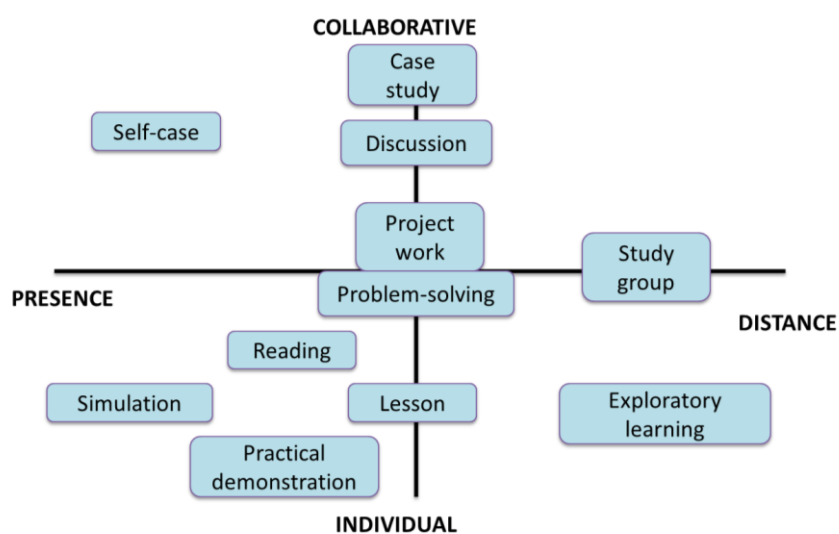 COLLABORATIVE
Case
study
Self-case
Discussion
Project
work
Study
group
PRESENCE
Problem-solving
DISTANCE
Reading
Simulation
Lesson
Exploratory
learning
Practical
demonstration
INDIVIDUAL